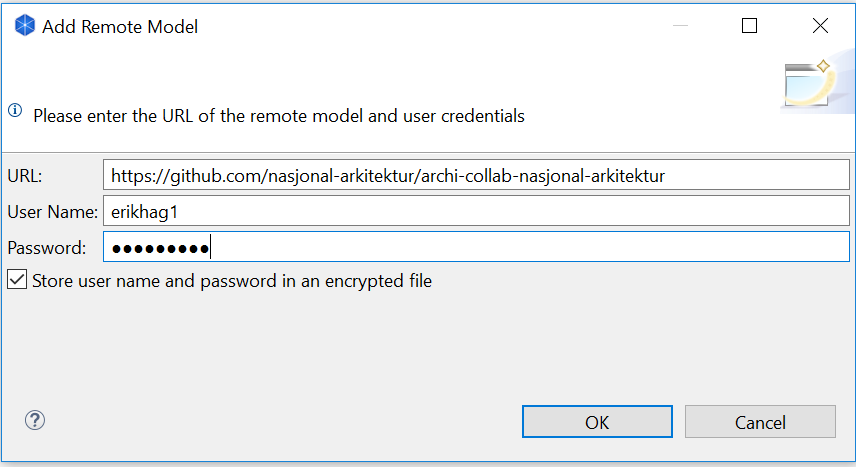 Add Remote Model
Please enter the URL of the remote model and user credentials
URL: https://github.com/nasjonal-arkitektur/archi-collab-nasjonal-arkitektur
User Name: erikhag1
Password: ●●●●●●●●●
Store user name and password in an encrypted file
OK Cancel